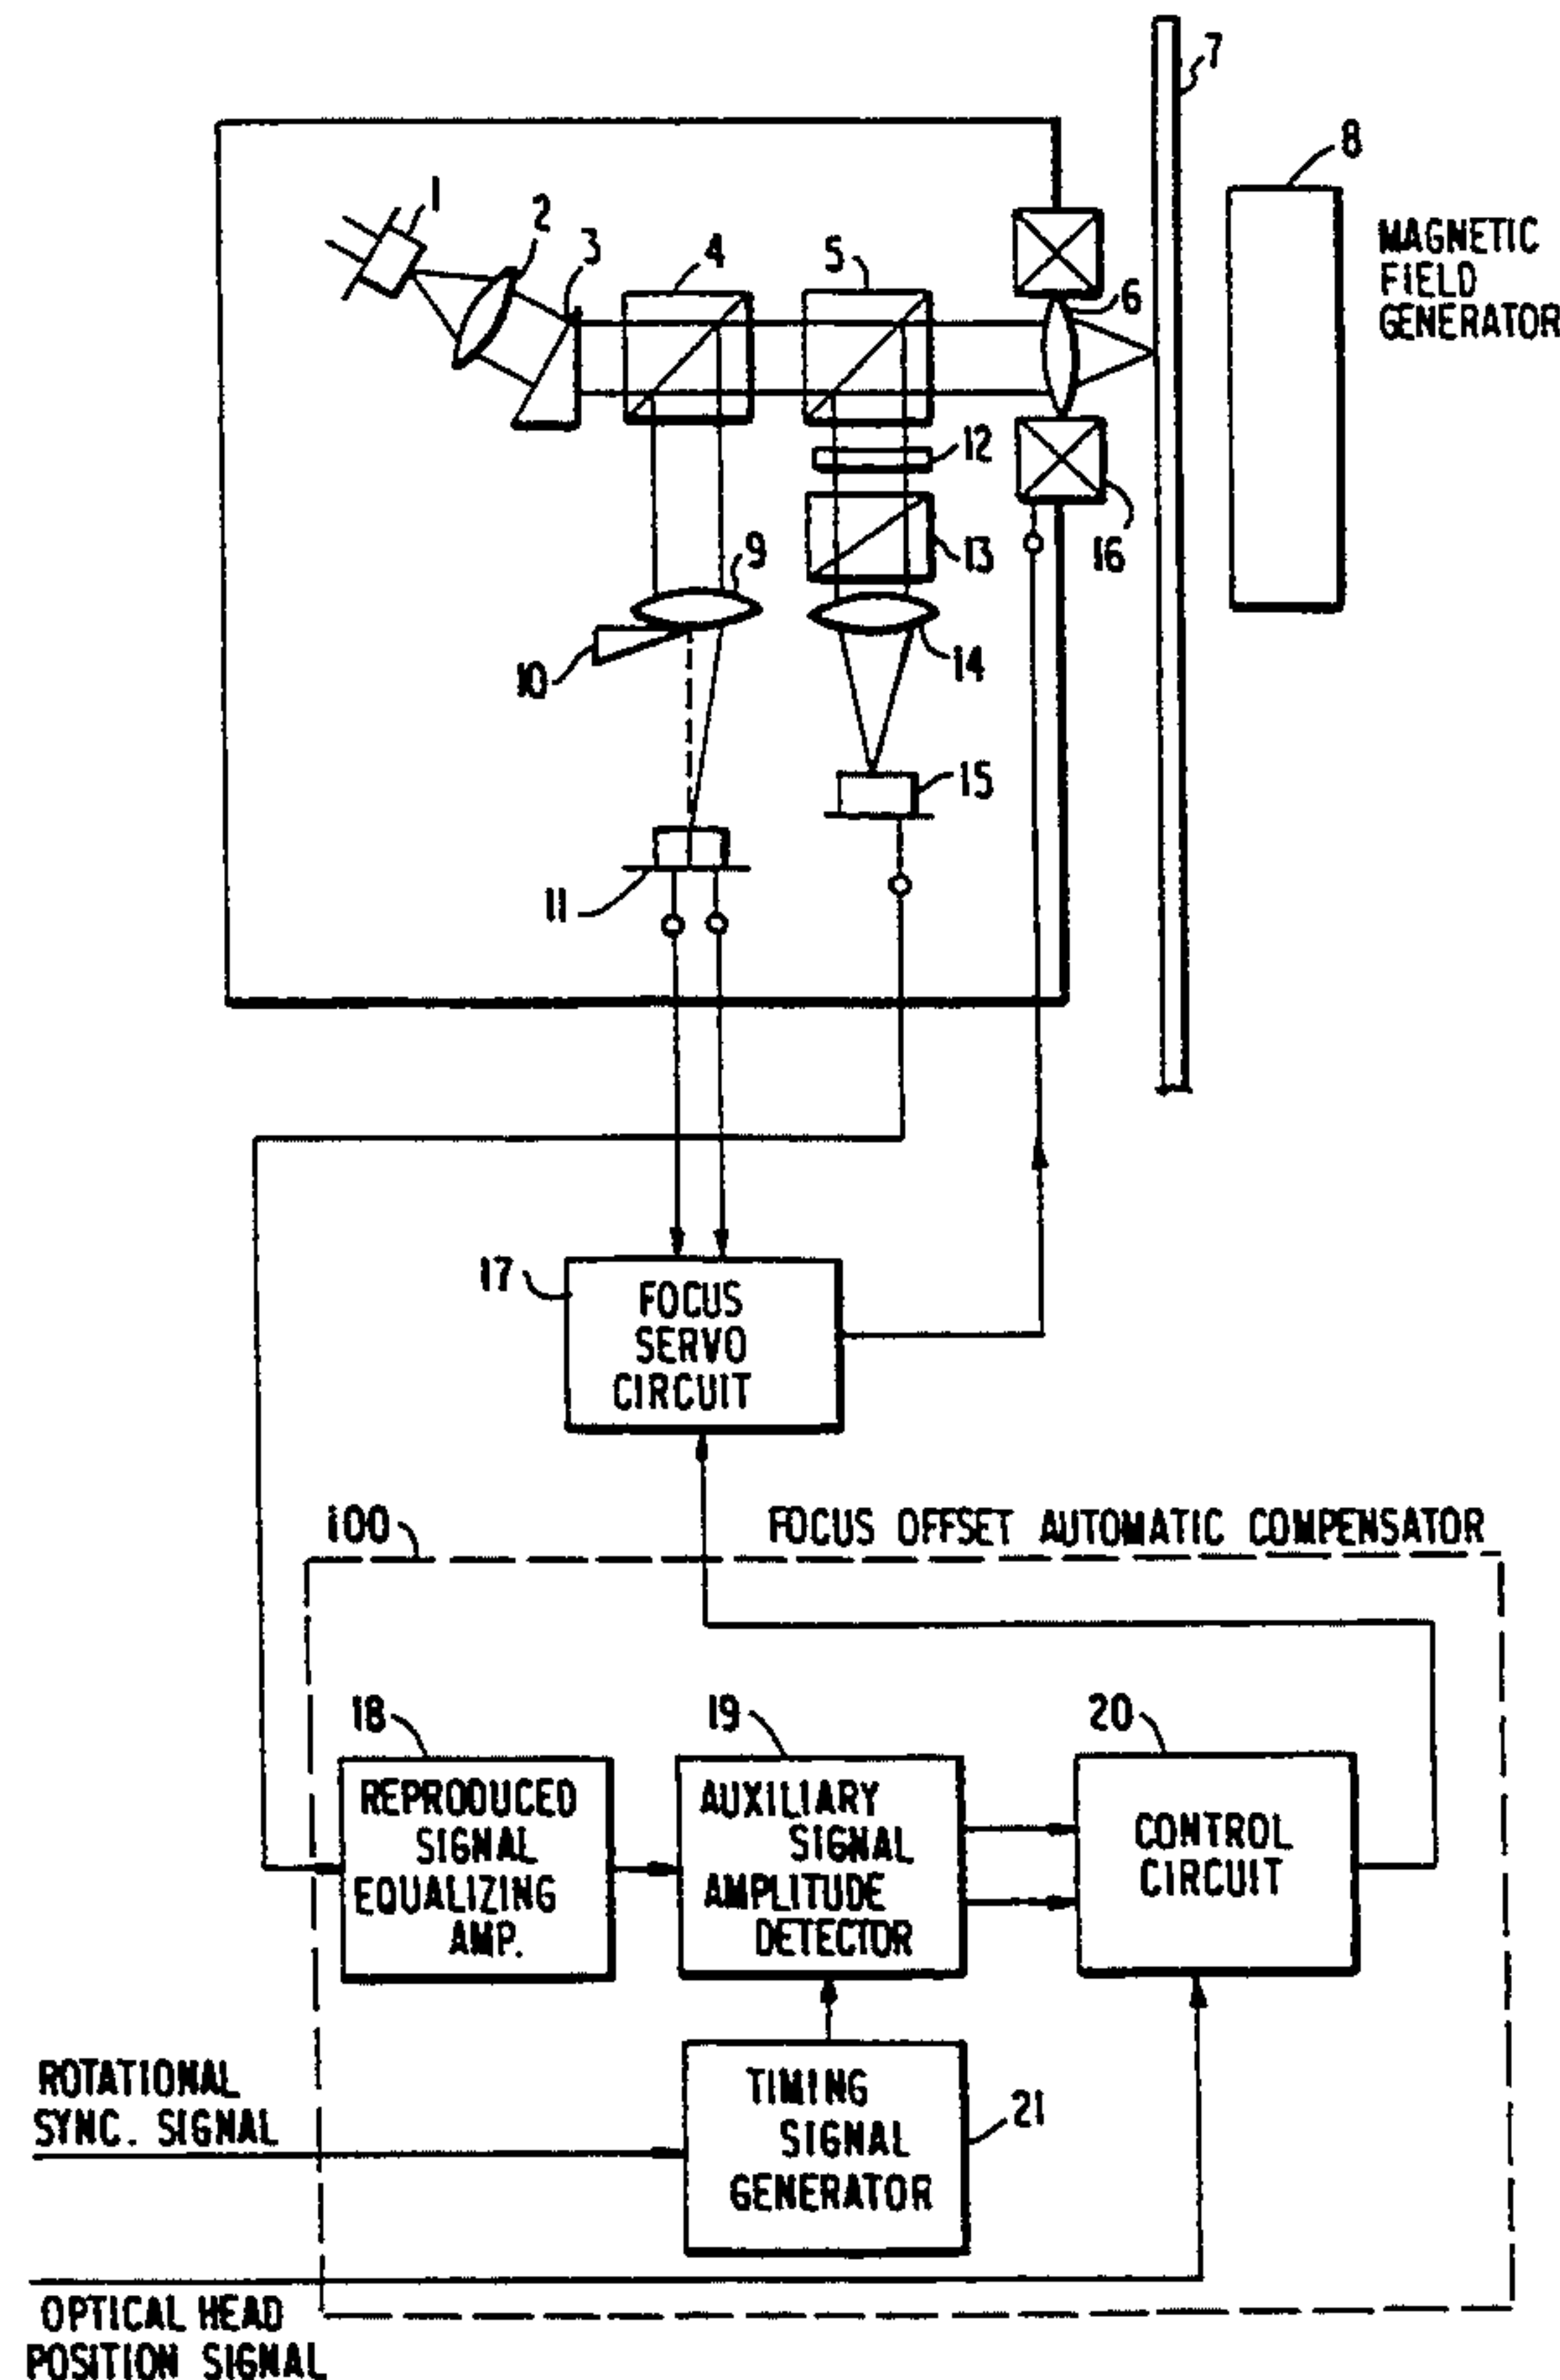 7
8
1
2
3
4
5
6
MAGNETIC
FIELD
GENERATOR
12
13
16
9
10
14
15
11
17
FOCUS
SERVO
CIRCUIT
100
FOCUS OFFSET AUTOMATIC COMPENSATOR
18
19
20
REPRODUCED
SIGNAL
EQUALIZING
AMP.
AUXILIARY
SIGNAL
AMPLITUDE
DETECTOR
CONTROL
CIRCUIT
ROTATIONAL
SYNC. SIGNAL
TIMING
SIGNAL
GENERATOR
21
OPTICAL HEAD
POSITION SIGNAL